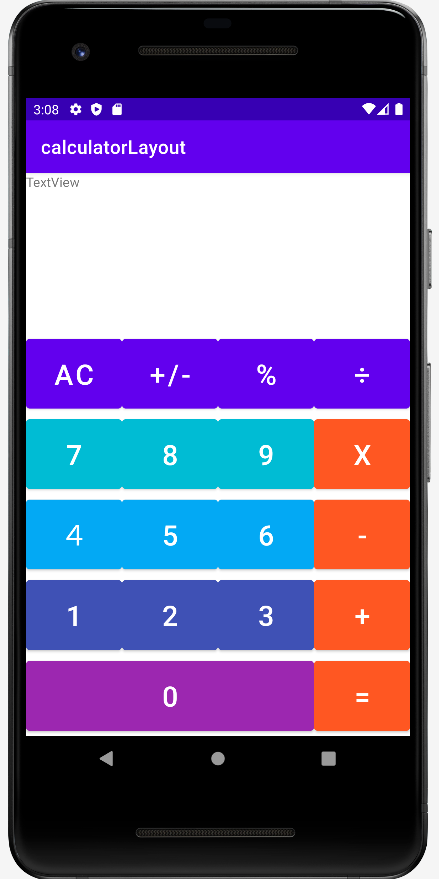 3:08
calculatorLayout
TextView
AC +/- % ÷
7 8 9 X
4 5 6 -
1 2 3 +
0 =